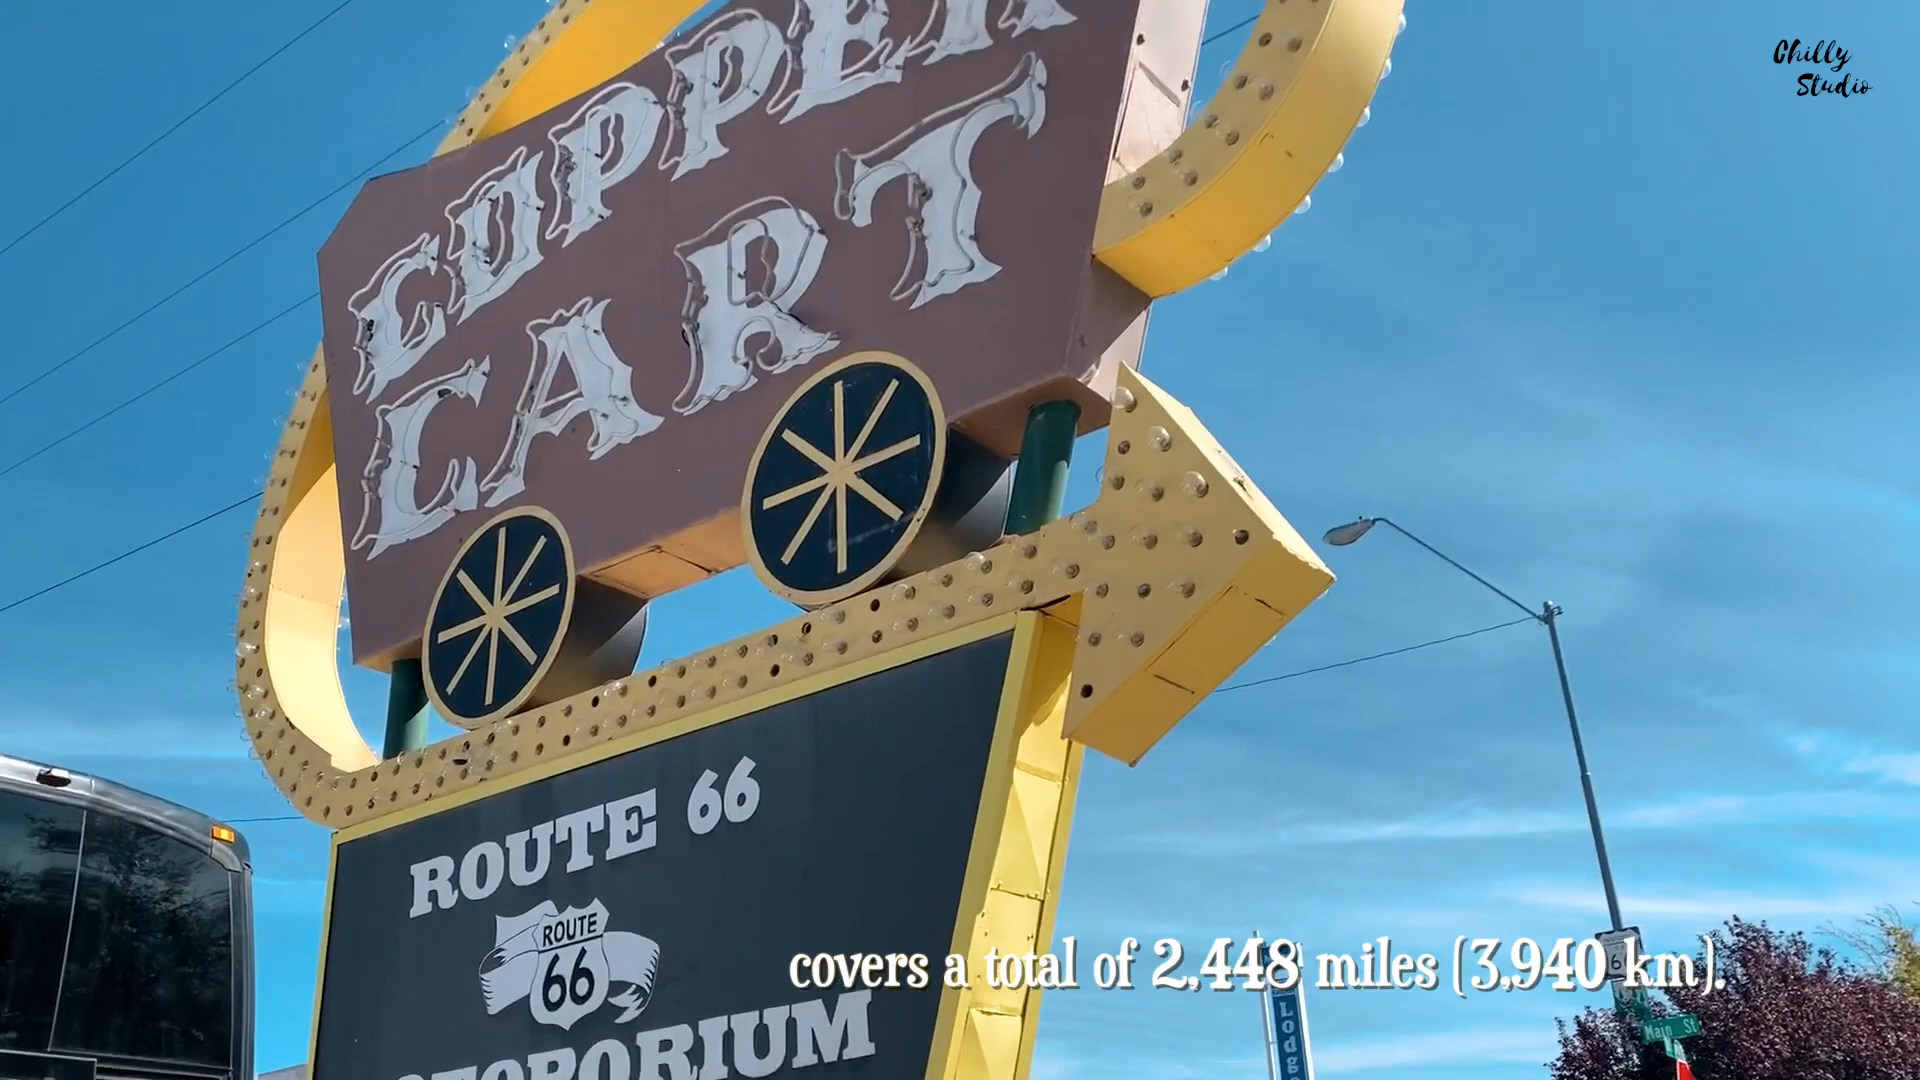 Chilly
Studio
COPPER
CART
ROUTE 66
ROUTE
66
covers a total of 2,448 miles (3,940 km).
Lodge
Main St